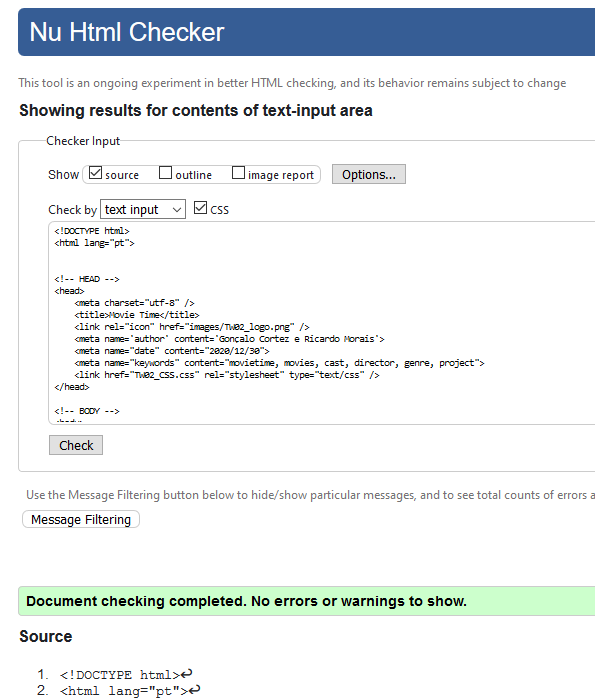 Nu Html Checker
This tool is an ongoing experiment in better HTML checking, and its behavior remains subject to change
Showing results for contents of text-input area
Checker Input
Show source outline image report Options...
Check by text input CSS
<!DOCTYPE html>
<html lang="pt">
<!-- HEAD -->
<head>
<meta charset="utf-8" />
<title>Movie Time</title>
<link rel="icon" href="images/TW02_logo.png" />
<meta name='author' content='Gonçalo Cortez e Ricardo Morais'>
<meta name="date" content="2020/12/30">
<meta name="keywords" content="movietime, movies, cast, director, genre, project">
<link href="TW02_CSS.css" rel="stylesheet" type="text/css" />
</head>
<!-- BODY -->
Check
Use the Message Filtering button below to hide/show particular messages, and to see total counts of errors a
Message Filtering
Document checking completed. No errors or warnings to show.
Source
1. <!DOCTYPE html>↩
2. <html lang="pt">↩